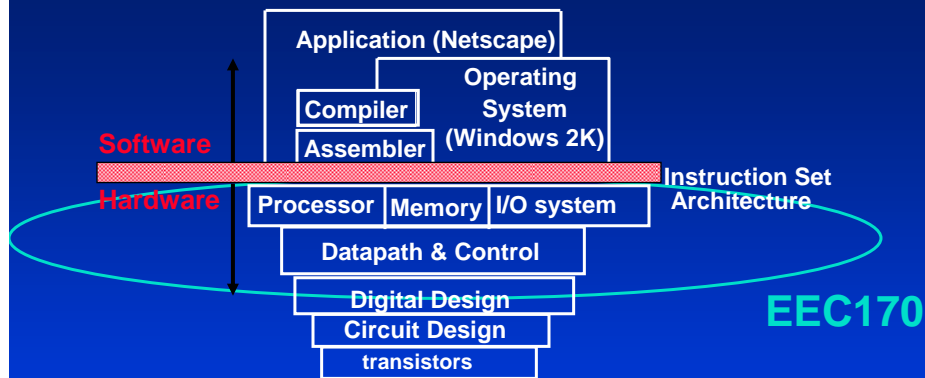 Application (Netscape)
Operating
System
(Windows 2K)
Compiler
Assembler
Software
Instruction Set
Architecture
Hardware
Processor
Memory
I/O system
Datapath & Control
Digital Design
EEC170
Circuit Design
transistors